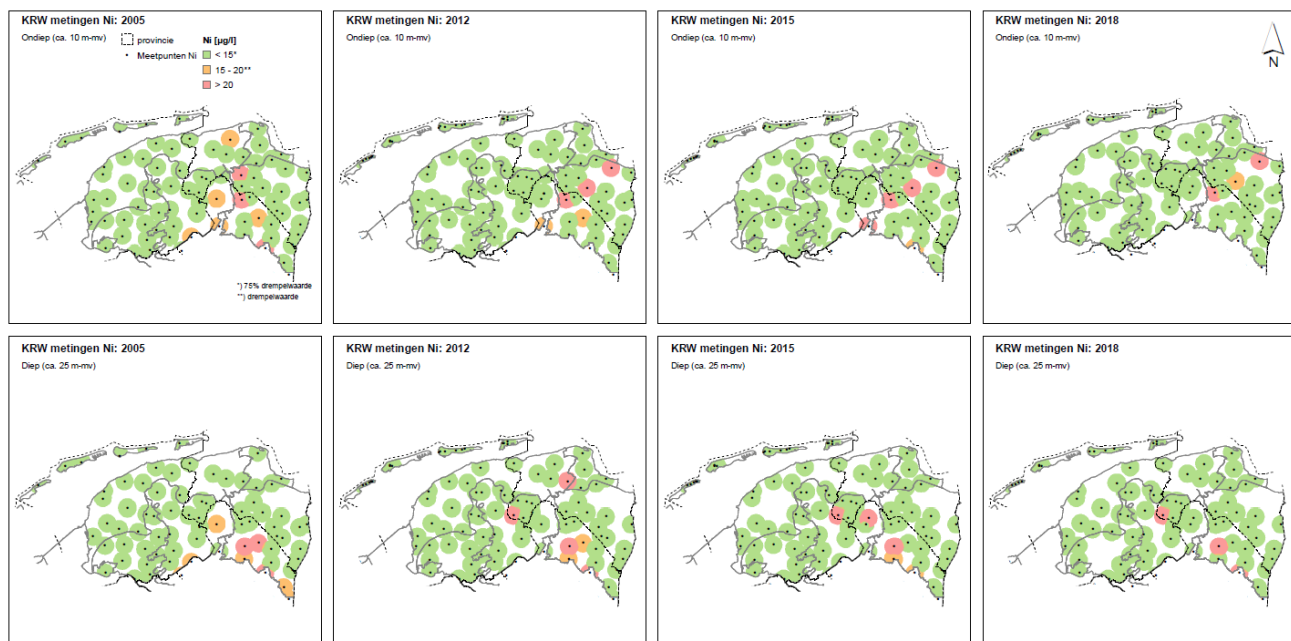 KRW metingen Ni: 2005
Ondiep (ca. 10 m-mv)
provincie
Meetpunten Ni
Ni [µg/l]
< 15*
15 - 20**
> 20
*) 75% drempelwaarde
**) drempelwaarde
KRW metingen Ni: 2012
Ondiep (ca. 10 m-mv)
KRW metingen Ni: 2015
Ondiep (ca. 10 m-mv)
KRW metingen Ni: 2018
Ondiep (ca. 10 m-mv)
N
KRW metingen Ni: 2005
Diep (ca. 25 m-mv)
KRW metingen Ni: 2012
Diep (ca. 25 m-mv)
KRW metingen Ni: 2015
Diep (ca. 25 m-mv)
KRW metingen Ni: 2018
Diep (ca. 25 m-mv)